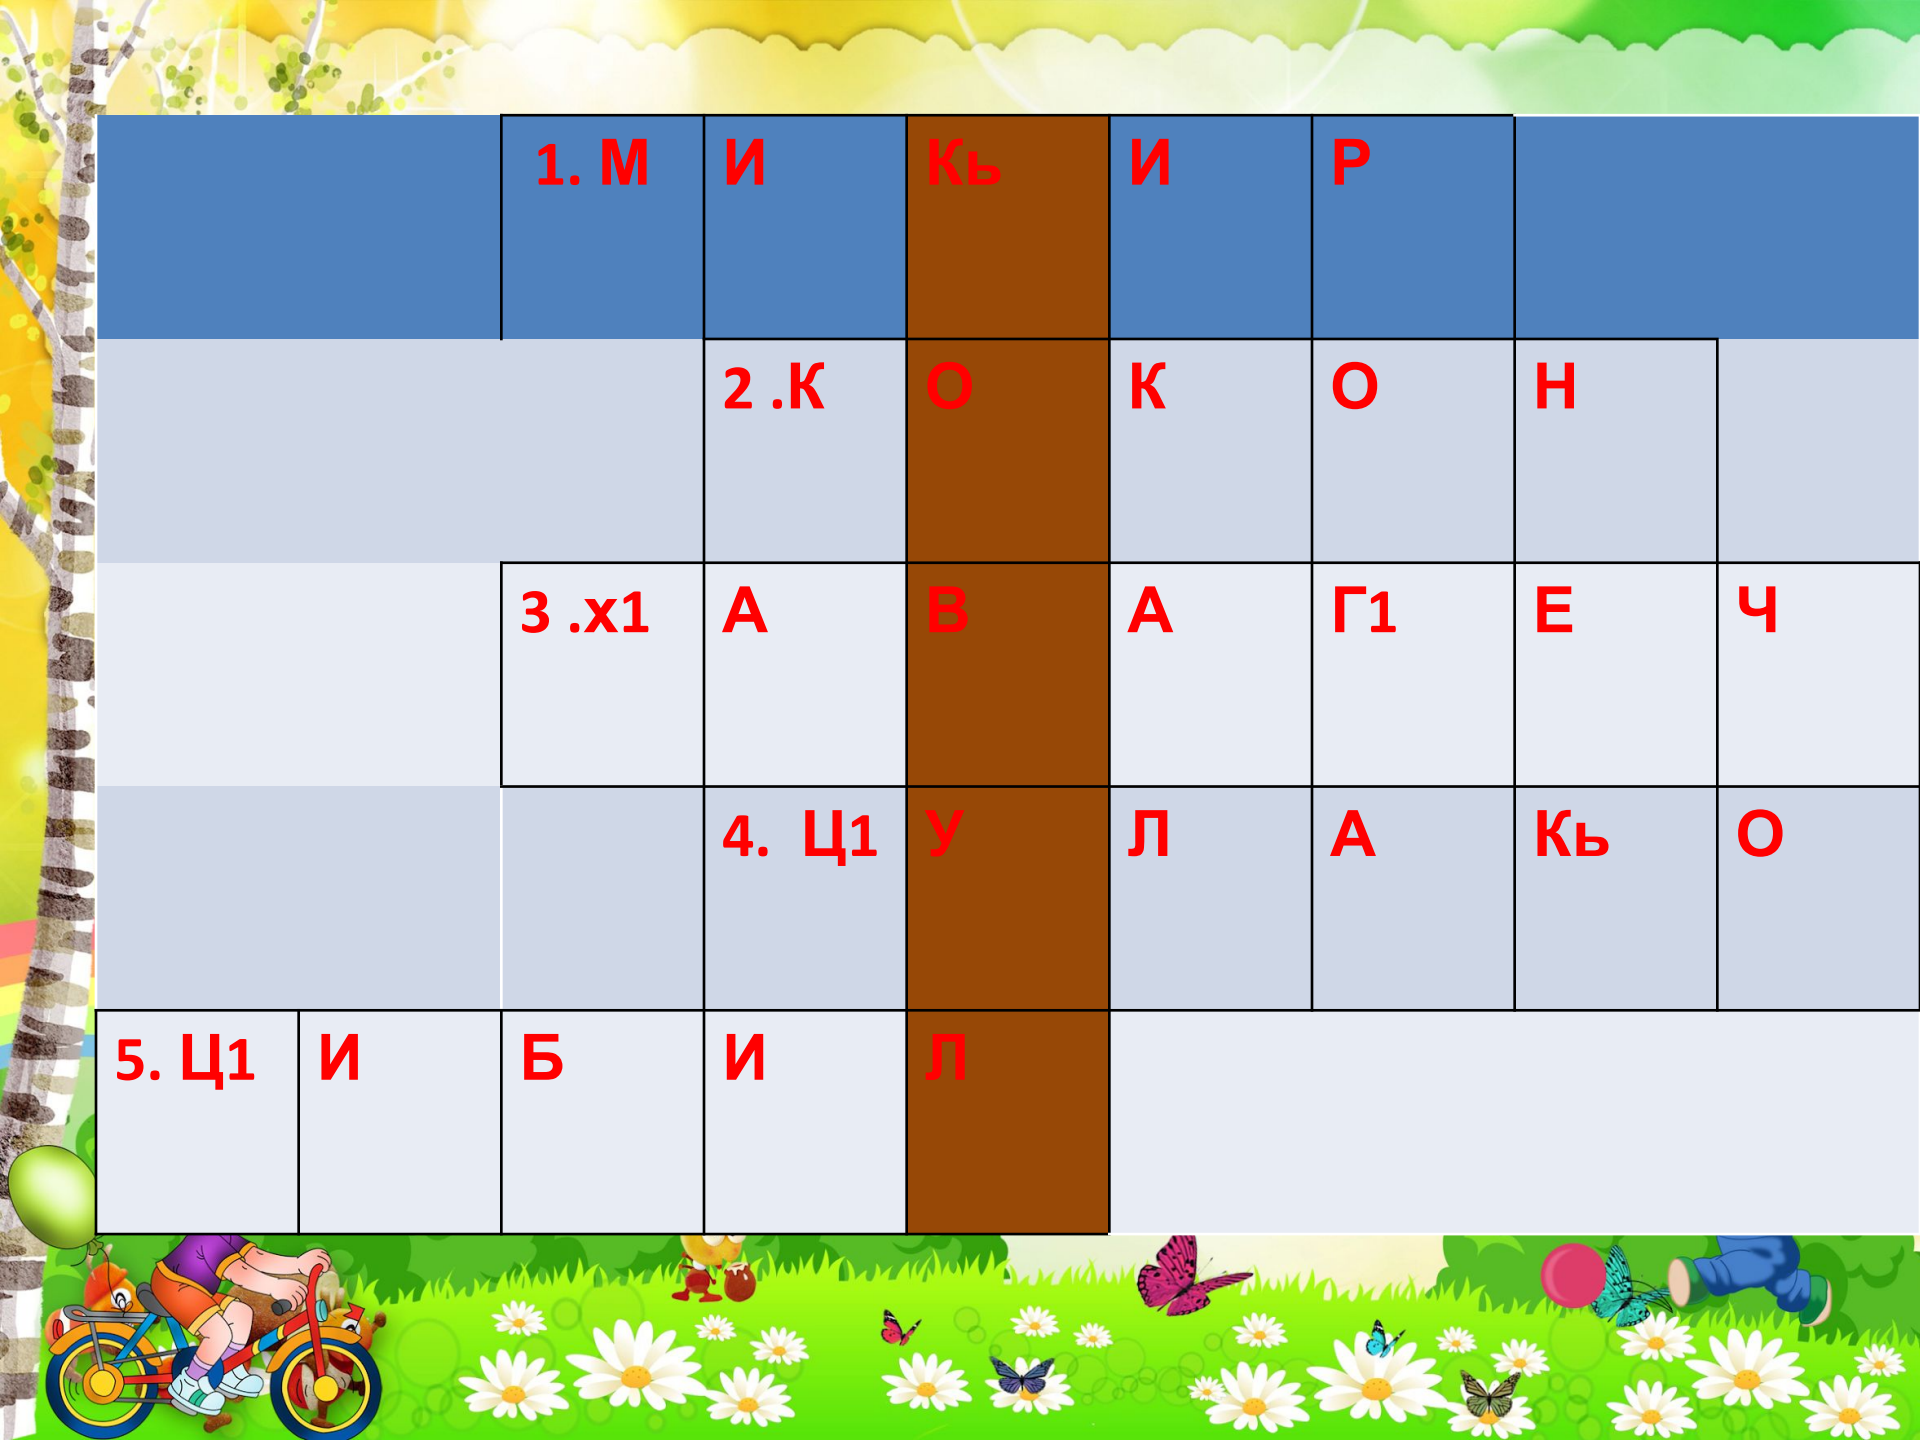 1. М И Кь И Р
2 .К О К О Н
3 .х1 А В А Г1 Е Ч
4. Ц1 У Л А Кь О
5. Ц1 И Б И Л